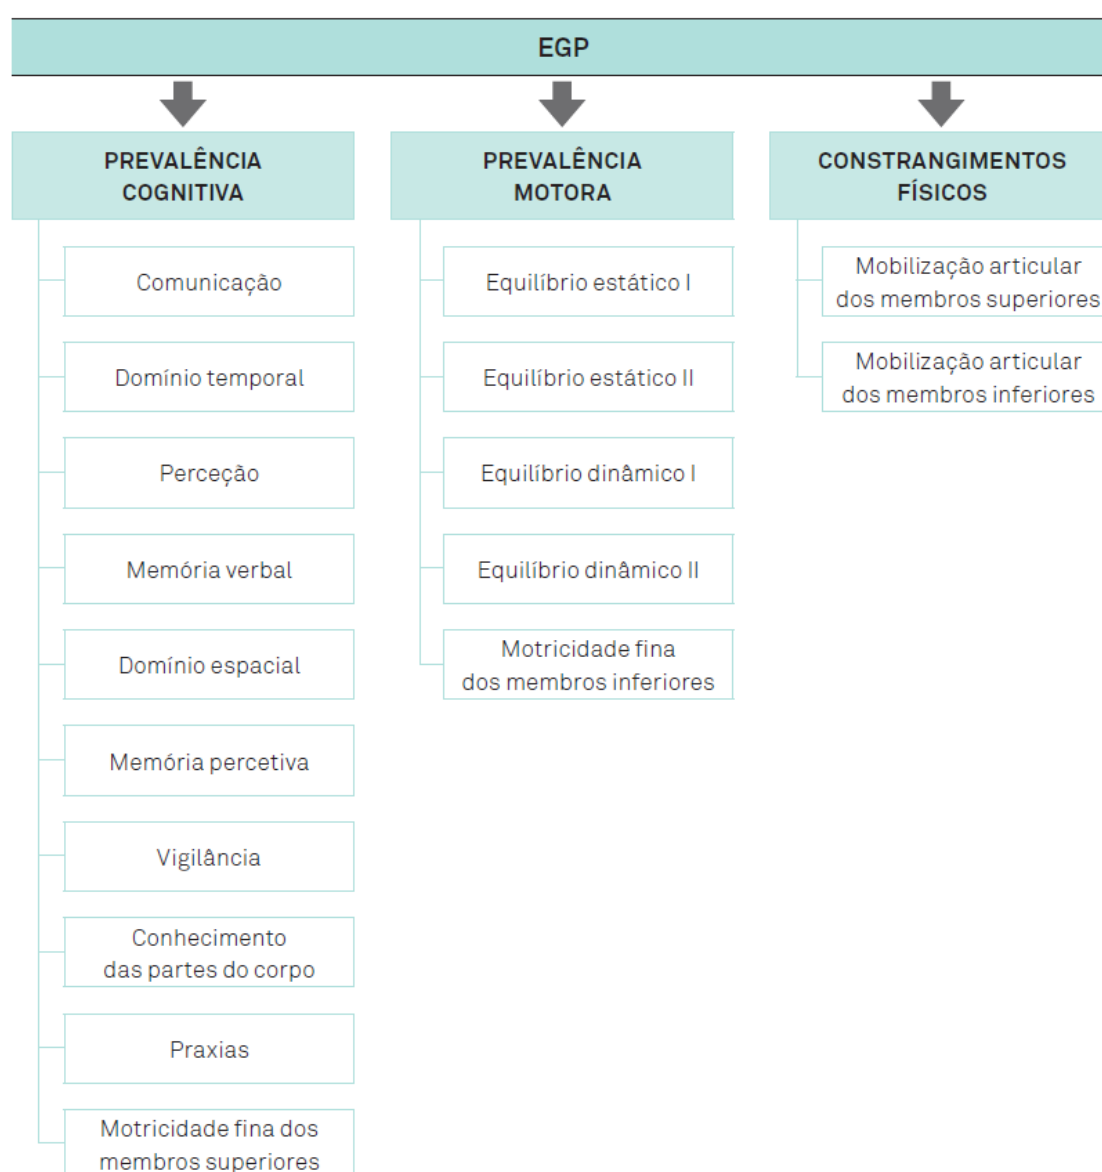 EGP
PREVALÊNCIA
COGNITIVA
Comunicação
Domínio temporal
Perceção
Memória verbal
Domínio espacial
Memória percetiva
Vigilância
Conhecimento
das partes do corpo
Praxias
Motricidade fina dos
membros superiores
PREVALÊNCIA
MOTORA
Equilíbrio estático I
Equilíbrio estático II
Equilíbrio dinâmico I
Equilíbrio dinâmico II
Motricidade fina
dos membros inferiores
CONSTRANGIMENTOS
FÍSICOS
Mobilização articular
dos membros superiores
Mobilização articular
dos membros inferiores